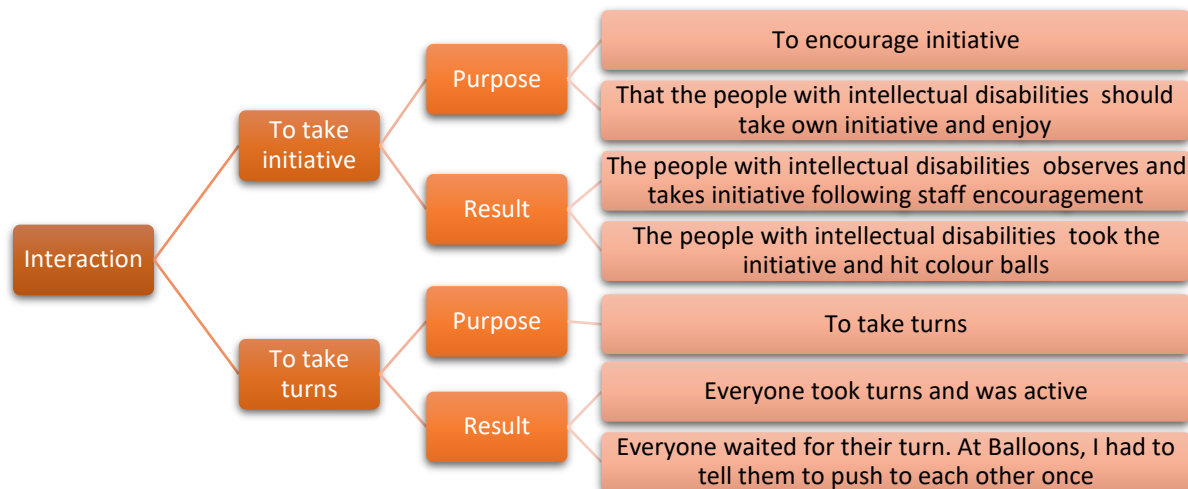 Interaction
To take
initiative
Purpose
To encourage initiative
That the people with intellectual disabilities should
take own initiative and enjoy
Result
The people with intellectual disabilities observes and
takes initiative following staff encouragement
The people with intellectual disabilities took the
initiative and hit colour balls
To take
turns
Purpose
To take turns
Result
Everyone took turns and was active
Everyone waited for their turn. At Balloons, I had to
tell them to push to each other once